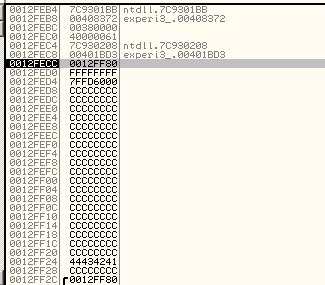 0012FEB4 7C9301BB ntdll.7C9301BB
0012FEB8 00408372 experi3_.00408372
0012FEBC 00380000
0012FEC0 40000061
0012FEC4 7C930208 ntdll.7C930208
0012FEC8 00401BD3 experi3_.00401BD3
0012FECC 0012FF80
0012FED0 FFFFFFFF
0012FED4 7FFD6000
0012FED8 CCCCCCCC
0012FEDC CCCCCCCC
0012FEE0 CCCCCCCC
0012FEE4 CCCCCCCC
0012FEE8 CCCCCCCC
0012FEEC CCCCCCCC
0012FEF0 CCCCCCCC
0012FEF4 CCCCCCCC
0012FEF8 CCCCCCCC
0012FEFC CCCCCCCC
0012FF00 CCCCCCCC
0012FF04 CCCCCCCC
0012FF08 CCCCCCCC
0012FF0C CCCCCCCC
0012FF10 CCCCCCCC
0012FF14 CCCCCCCC
0012FF18 CCCCCCCC
0012FF1C CCCCCCCC
0012FF20 CCCCCCCC
0012FF24 44434241
0012FF28 CCCCCCCC
0012FF2C 0012FF80